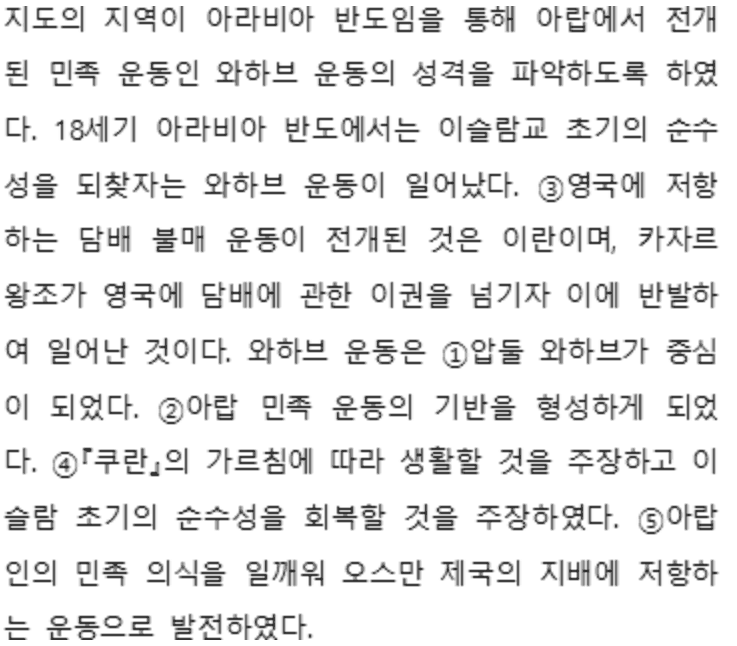 지도의 지역이 아라비아 반도임을 통해 아랍에서 전개
된 민족 운동인 와하브 운동의 성격을 파악하도록 하였
다. 18세기 아라비아 반도에서는 이슬람교 초기의 순수
성을 되찾자는 와하브 운동이 일어났다. ③영국에 저항
하는 담배 불매 운동이 전개된 것은 이란이며, 카자르
왕조가 영국에 담배에 관한 이권을 넘기자 이에 반발하
여 일어난 것이다. 와하브 운동은 ①압둘 와하브가 중심
이 되었다. ②아랍 민족 운동의 기반을 형성하게 되었
다. ④『쿠란』의 가르침에 따라 생활할 것을 주장하고 이
슬람 초기의 순수성을 회복할 것을 주장하였다. ⑤아랍
인의 민족 의식을 일깨워 오스만 제국의 지배에 저항하
는 운동으로 발전하였다.